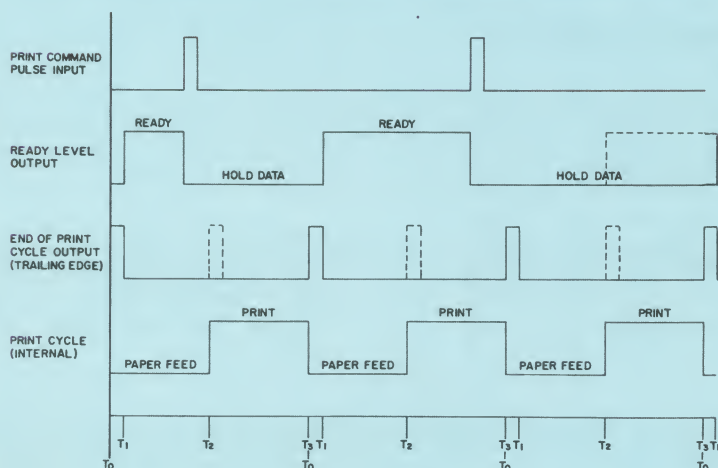 PRINT COMMAND
PULSE INPUT
READY
READY
READY LEVEL
OUTPUT
HOLD DATA
HOLD DATA
END OF PRINT
CYCLE OUTPUT
(TRAILING EDGE)
PRINT
PRINT
PRINT
PRINT CYCLE
(INTERNAL)
PAPER FEED
PAPER FEED
PAPER FEED
T1 T2 T3 T1 T2 T3 T1 T2 T3 T1
T0 T0 T0 T0